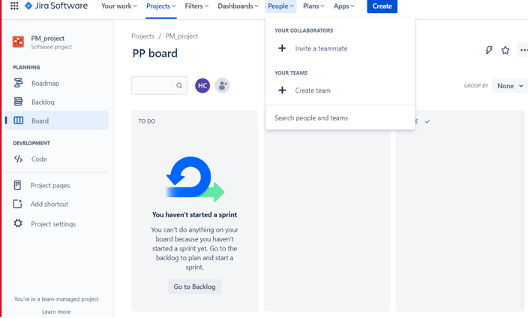 Jira Software
Your work
Projects
Filters
Dashboards
People
Plans
Apps
Create
PM_project
Software project
PLANNING
Roadmap
Backlog
Board
DEVELOPMENT
Code
Project pages
Add shortcut
Project settings
You're in a team-managed project
Learn more
Projects / PM_project
PP board
HC
YOUR COLLABORATORS
Invite a teammate
YOUR TEAMS
Create team
Search people and teams
GROUP BY
None
TO DO
You haven't started a sprint
You can't do anything on your
board because you haven't
started a sprint yet. Go to the
backlog to plan and start a
sprint.
Go to Backlog